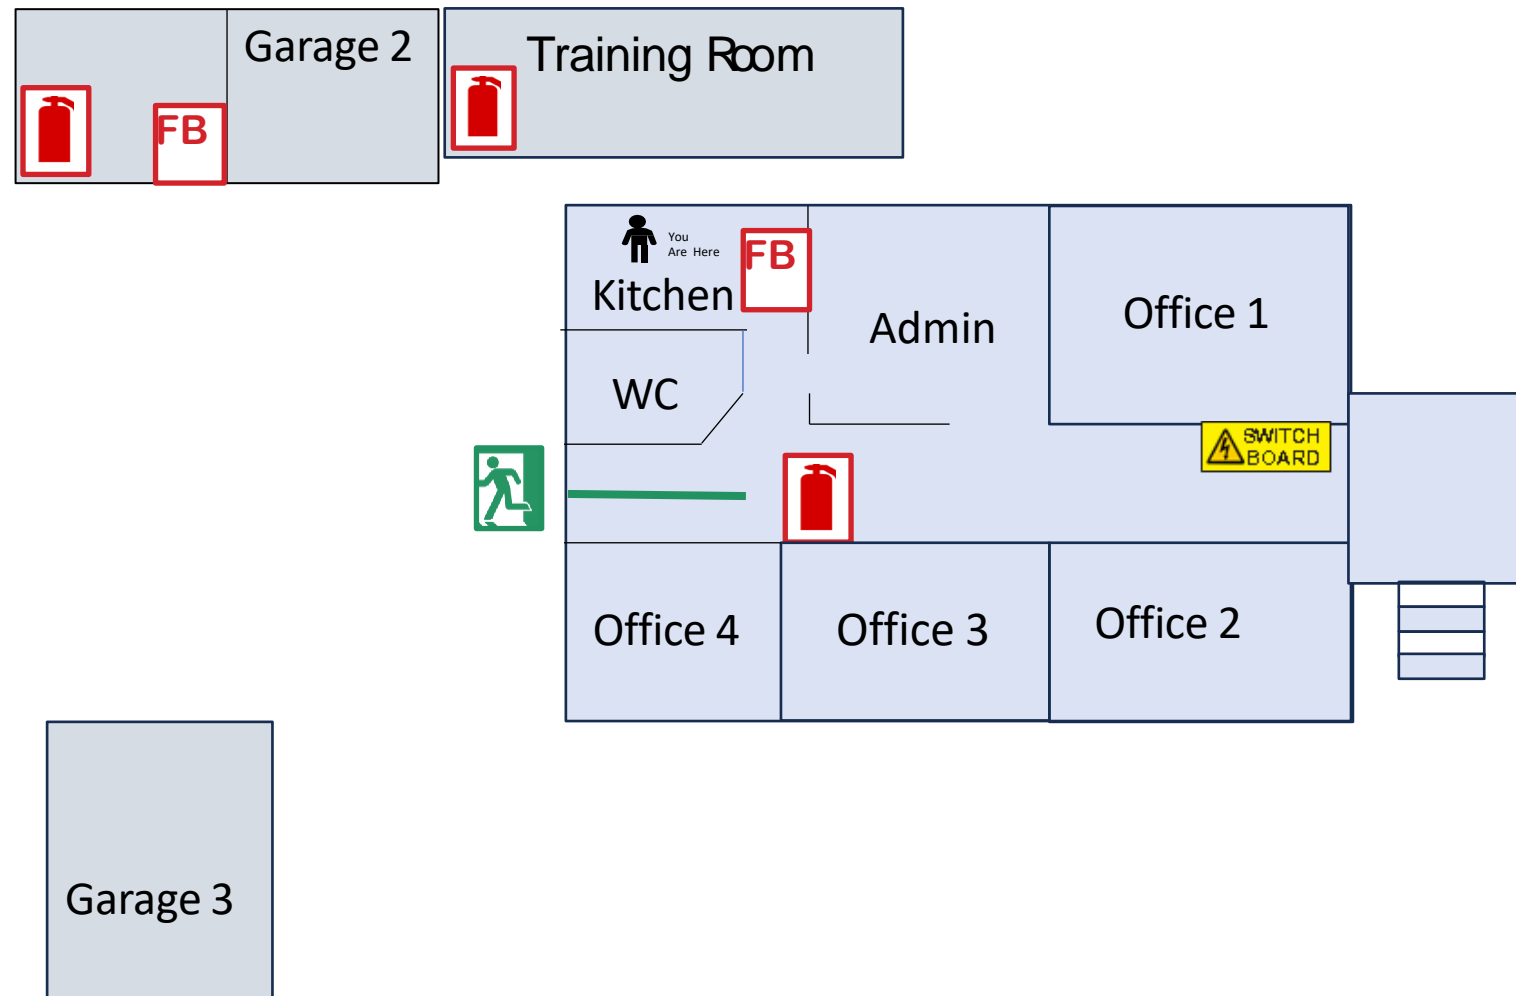 Garage 2
Training Room
FB
FB
You
Are Here
Kitchen
Admin
Office 1
WC
SWITCH
BOARD
Office 4
Office 3
Office 2
Garage 3